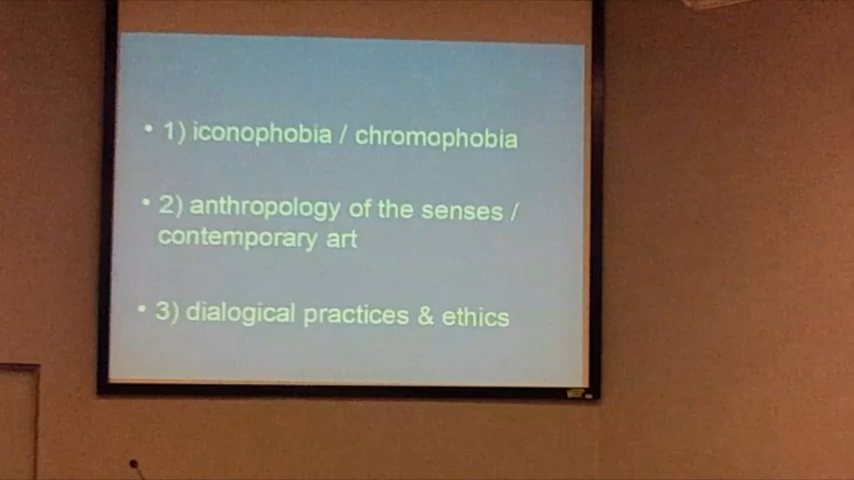 • 1) iconophobia / chromophobia
• 2) anthropology of the senses /
contemporary art
• 3) dialogical practices & ethics